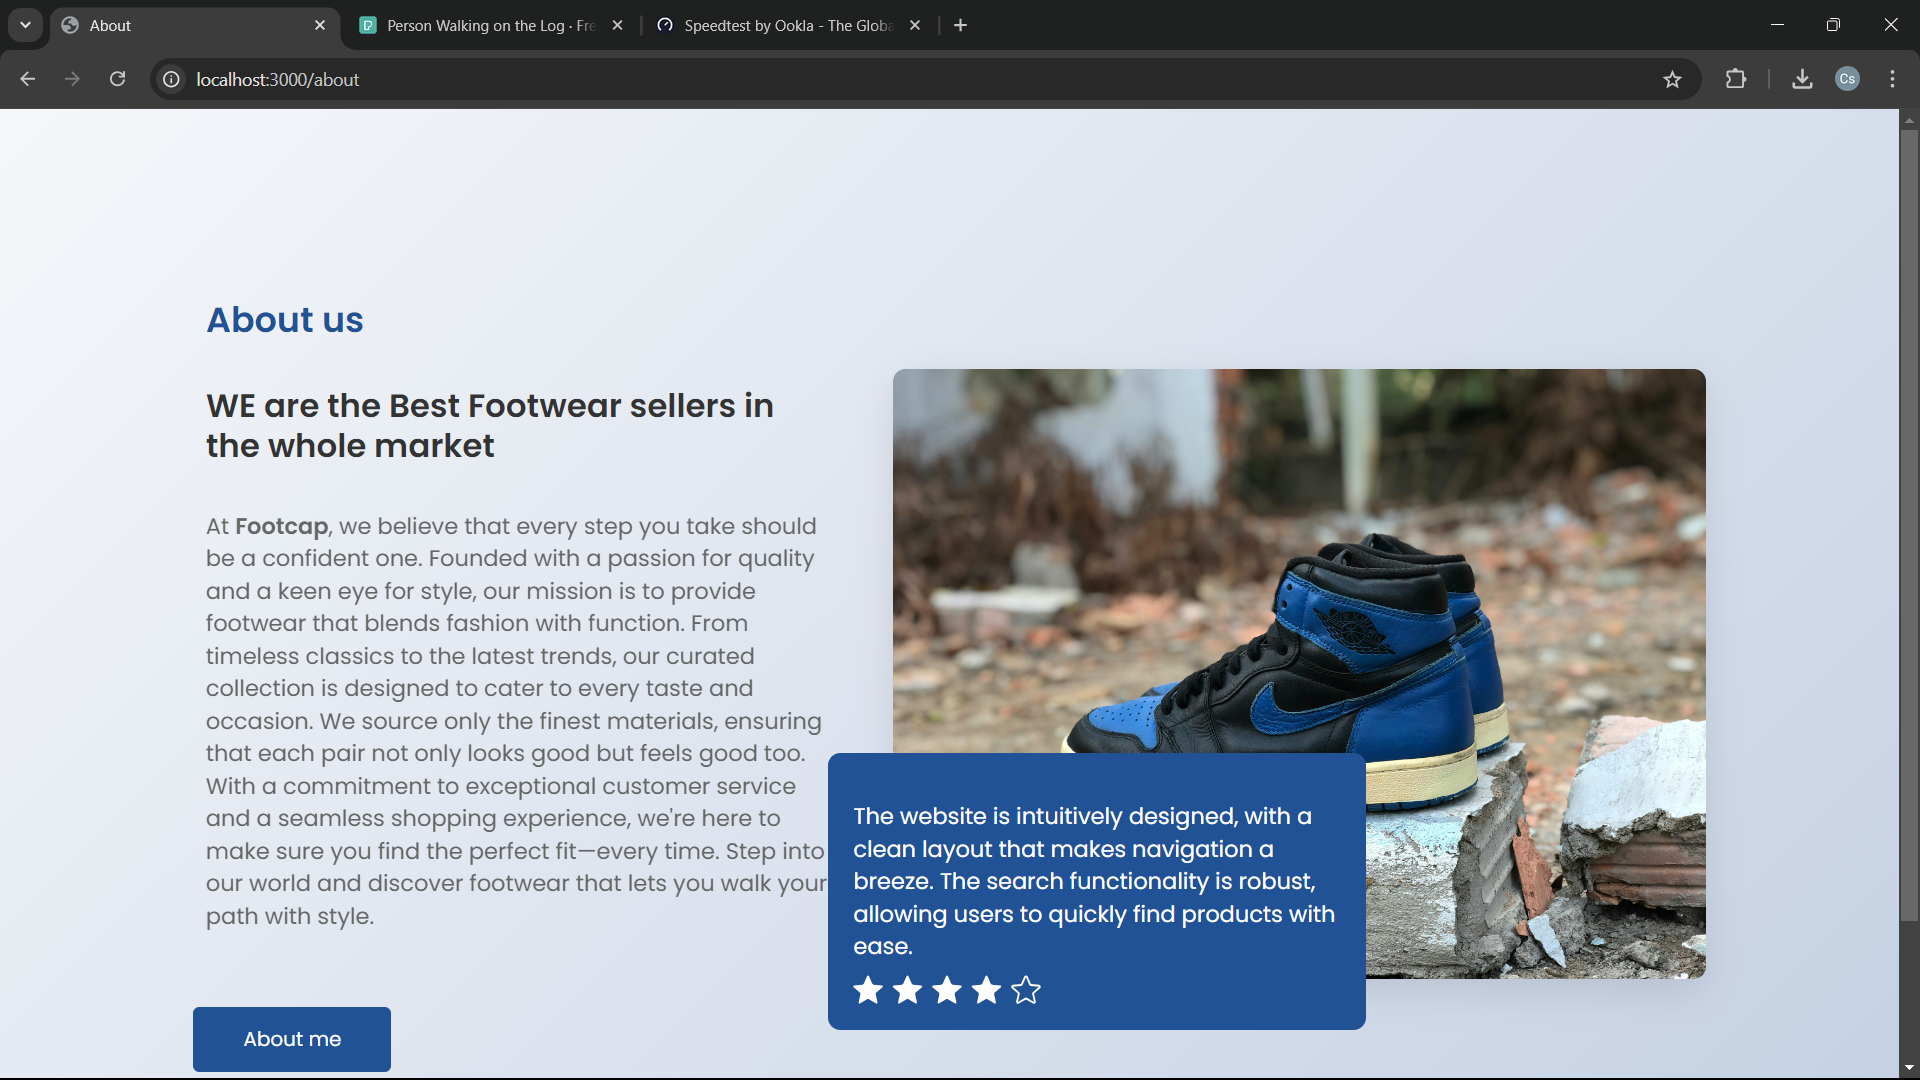 About
Person Walking on the Log · Fre
Speedtest by Ookla - The Globa
localhost:3000/about
Cs
About us
WE are the Best Footwear sellers in
the whole market
At Footcap, we believe that every step you take should
be a confident one. Founded with a passion for quality
and a keen eye for style, our mission is to provide
footwear that blends fashion with function. From
timeless classics to the latest trends, our curated
collection is designed to cater to every taste and
occasion. We source only the finest materials, ensuring
that each pair not only looks good but feels good too.
With a commitment to exceptional customer service
and a seamless shopping experience, we're here to
make sure you find the perfect fit—every time. Step into
our world and discover footwear that lets you walk your
path with style.
The website is intuitively designed, with a
clean layout that makes navigation a
breeze. The search functionality is robust,
allowing users to quickly find products with
ease.
About me